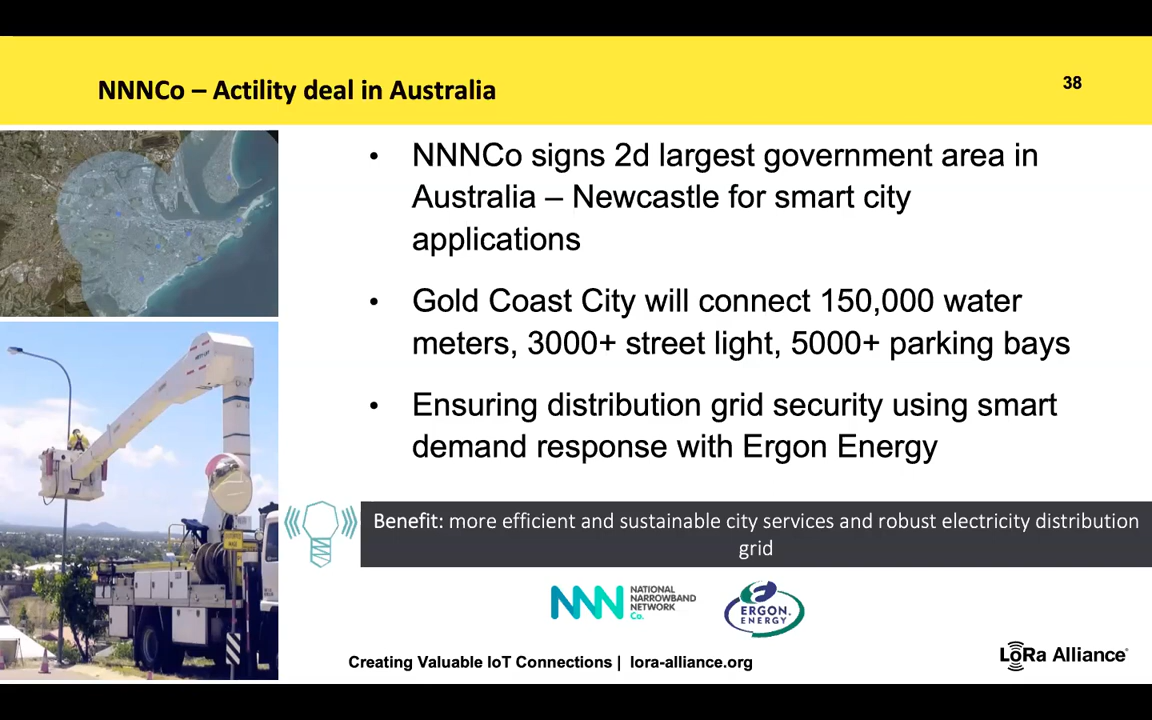 NNNCo – Actility deal in Australia
38
• NNNCo signs 2d largest government area in
Australia – Newcastle for smart city
applications
• Gold Coast City will connect 150,000 water
meters, 3000+ street light, 5000+ parking bays
• Ensuring distribution grid security using smart
demand response with Ergon Energy
Benefit: more efficient and sustainable city services and robust electricity distribution
grid
NNN
NATIONAL
NARROWBAND
NETWORK
Co.
ERGON.
ENERGY
Creating Valuable IoT Connections | lora-alliance.org
LoRa Alliance